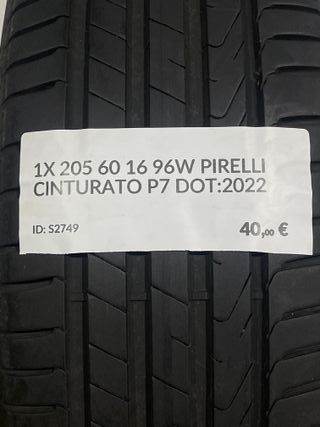 1X 205 60 16 96W PIRELLI
CINTURATO P7 DOT:2022
ID: S2749 40,00 €